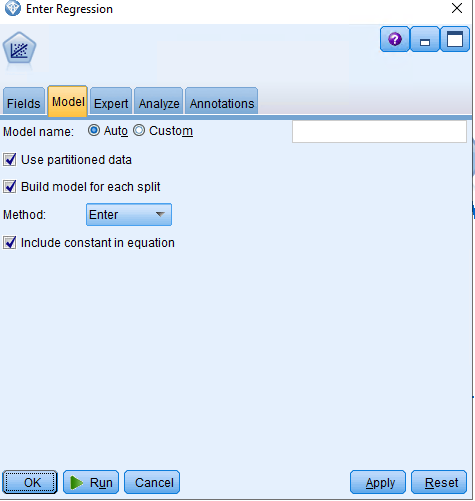 Enter Regression
?
Fields Model Expert Analyze Annotations
Model name: Auto Custom
Use partitioned data
Build model for each split
Method: Enter
Include constant in equation
OK Run Cancel Apply Reset